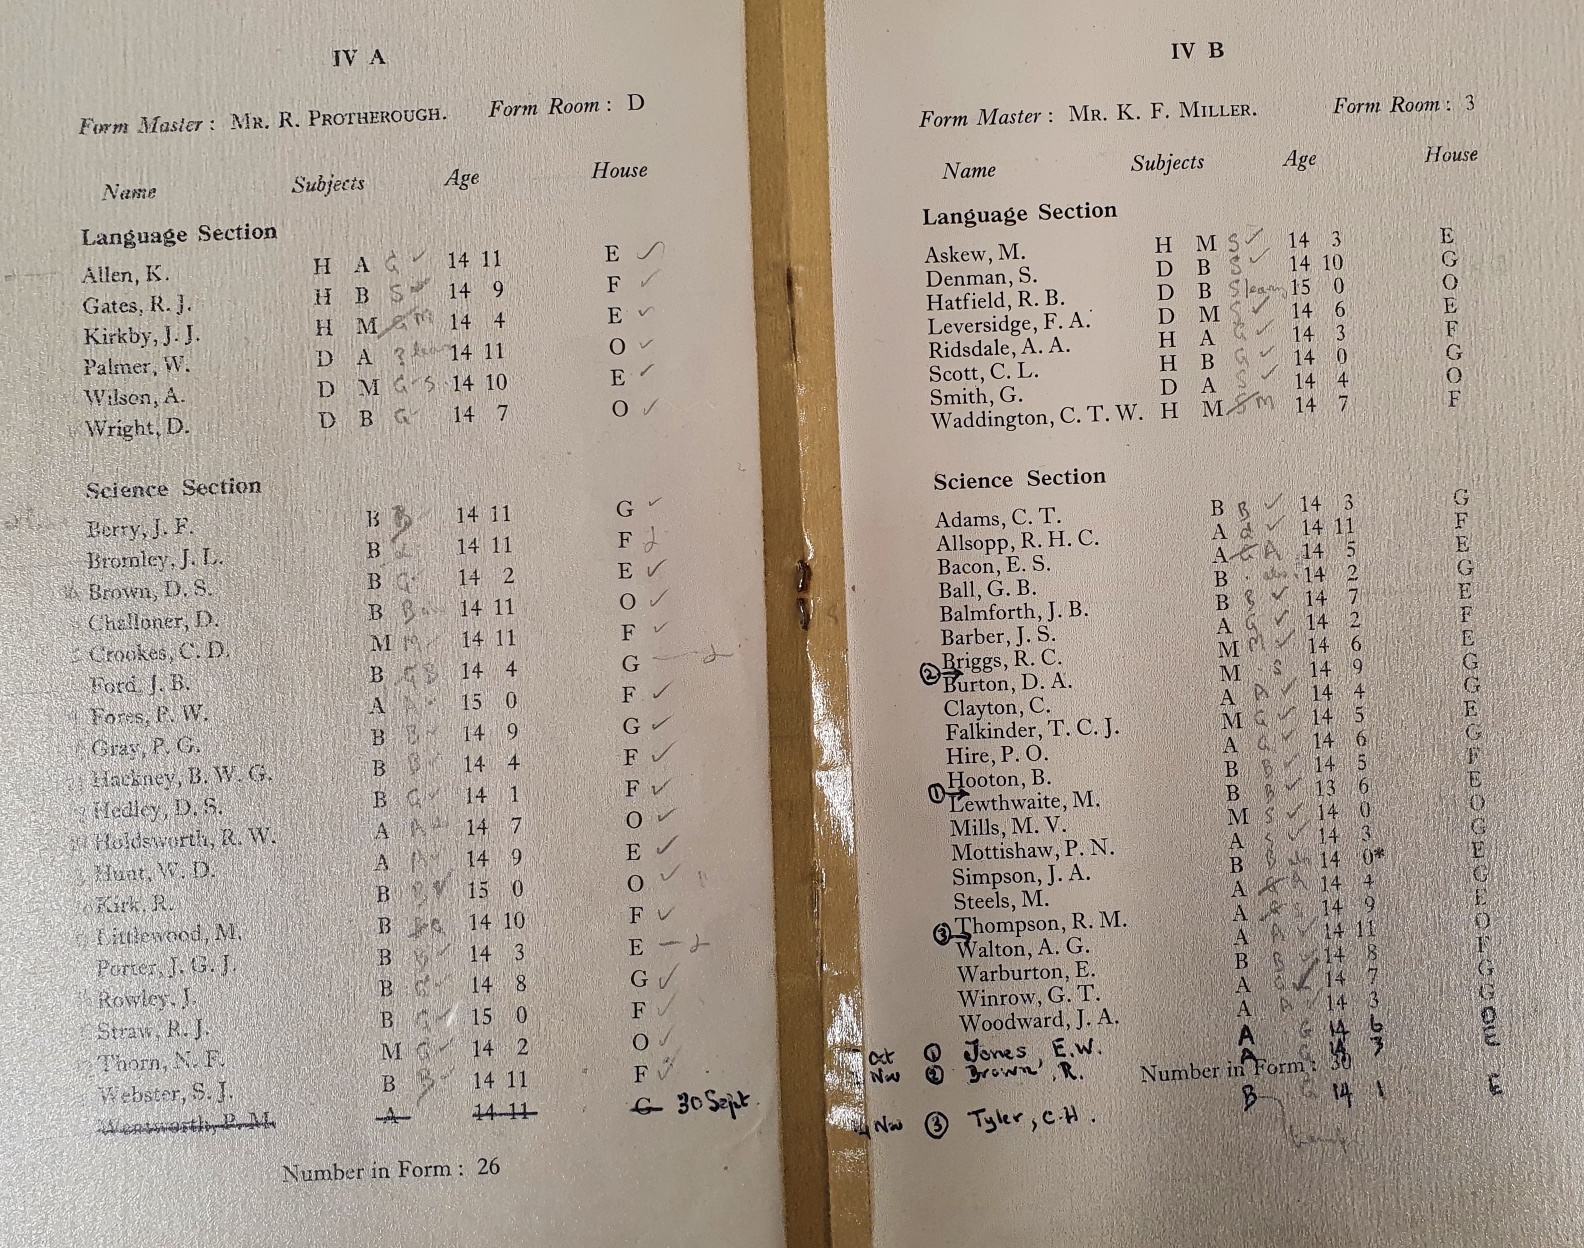 IV A
Form Master : MR. R. PROTHEROUGH. Form Room : D
Name Subjects Age House
Language Section
Allen, K. H A G 14 11 E
Gates, R. J. H B S 14 9 F
Kirkby, J. J. H M 14 4 E
Palmer, W. D A 14 11 O
Wilson, A. D M G S 14 10 E
Wright, D. D B G 14 7 O
Science Section
Berry, J. F. B B 14 11 G
Bromley, J. L. B 14 11 F
Brown, D. S. B G 14 2 E
Challoner, D. B 14 11 O
Crookes, C. D. M M 14 11 F
Ford, J. B. B 14 4 G
Fores, P. W. A A 15 0 F
Gray, P. G. B B 14 9 G
Hackney, B. W. G. B B 14 4 F
Hedley, D. S. B G 14 1 F
Holdsworth, R. W. A A 14 7 O
Hunt, W. D. A A 14 9 E
Kirk, R. B B 15 0 O
Littlewood, M. B 14 10 F
Porter, J. G. J. B B 14 3 E
Rowley, J. B G 14 8 G
Straw, R. J. B G 15 0 F
Thorn, N. F. M G 14 2 O
Webster, S. J. B B 14 11 F
Wentworth, P. M. A 14 11 G 30 Sept.
Number in Form : 26
IV B
Form Master : MR. K. F. MILLER. Form Room : 3
Name Subjects Age House
Language Section
Askew, M. H M S 14 3 E
Denman, S. D B S 14 10 G
Hatfield, R. B. D B S 15 0 O
Leversidge, F. A. D M S 14 6 E
Ridsdale, A. A. H A G 14 3 F
Scott, C. L. H B G 14 0 G
Smith, G. D A S 14 4 O
Waddington, C. T. W. H M S M 14 7 F
Science Section
Adams, C. T. B B 14 3 G
Allsopp, R. H. C. A 14 11 F
Bacon, E. S. A G A 14 5 E
Ball, G. B. B 14 2 G
Balmforth, J. B. B B 14 7 E
Barber, J. S. A G 14 2 F
Briggs, R. C. M M 14 6 E
② Burton, D. A. M S 14 9 G
Clayton, C. A A 14 4 G
Falkinder, T. C. J. M G 14 5 E
Hire, P. O. A G 14 6 G
Hooton, B. B B 14 5 F
① Lewthwaite, M. B B 13 6 E
Mills, M. V. M S 14 0 O
Mottishaw, P. N. A S 14 3 G
Simpson, J. A. B B 14 0* E
Steels, M. A 14 4 G
Thompson, R. M. A 14 9 E
③ Walton, A. G. A A 14 11 O
Warburton, E. B B 14 8 F
Winrow, G. T. A G 14 7 G
Woodward, J. A. A A 14 3 G
Oct ① Jones, E.W. A G 14 6 O
Nov ② Brown, R. A G 14 3 E
Number in Form : 30
Nov ③ Tyler, C.H. B G 14 1 E